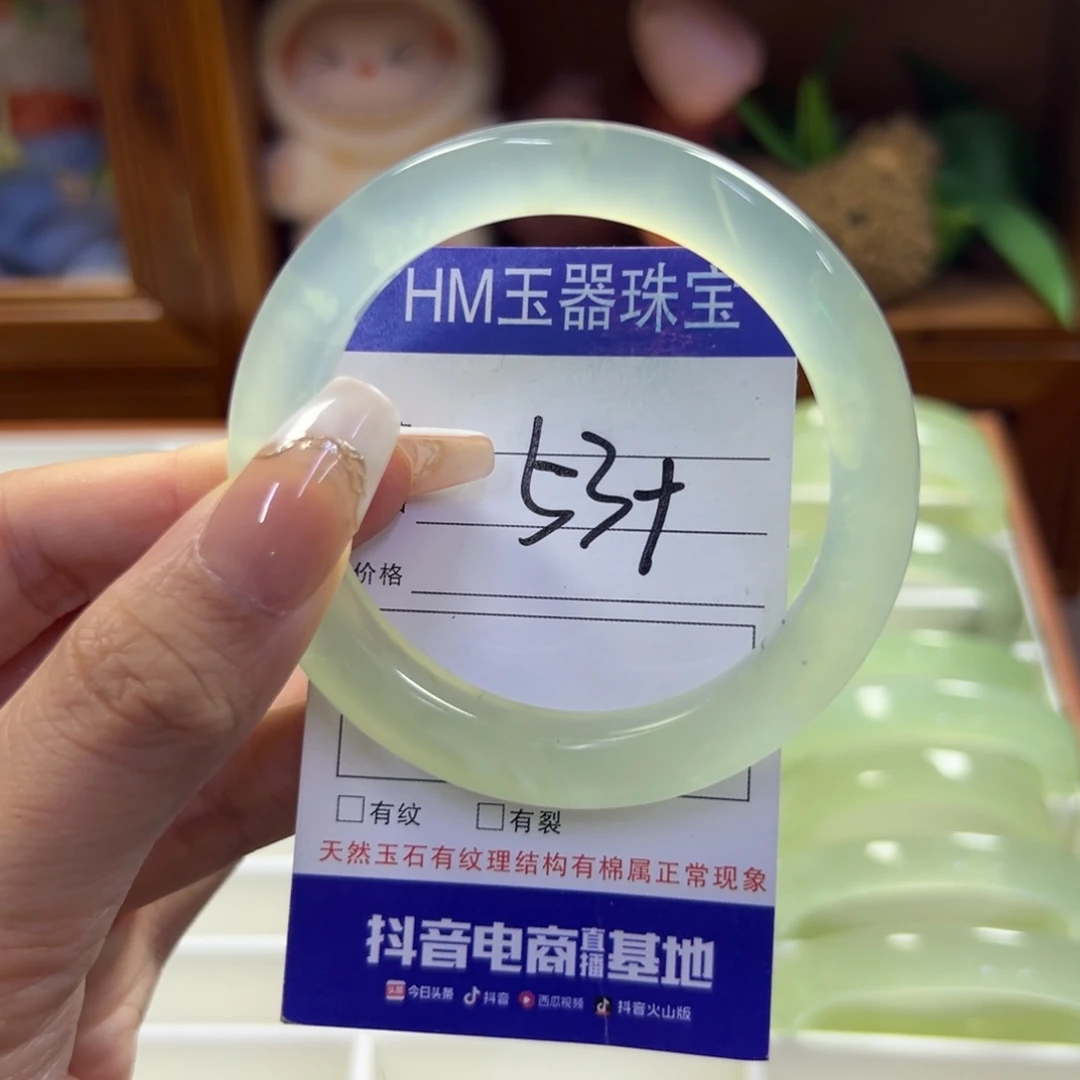 HM玉器珠宝
53+
价格
有纹 有裂
天然玉石有纹理结构有棉属正常现象
抖音电商直播基地
头条 今日头条 抖音 西瓜视频 抖音火山版